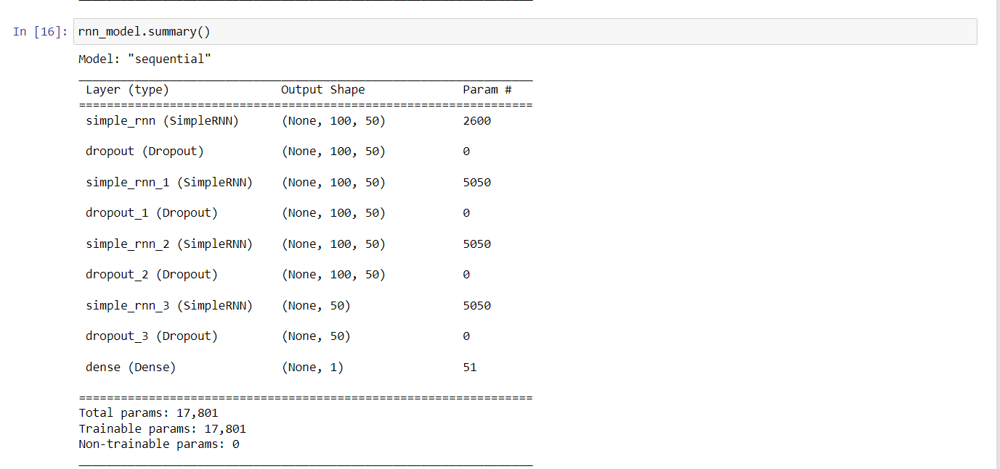 In [16]: rnn_model.summary()
Model: "sequential"
_________________________________________________________________
Layer (type) Output Shape Param #
=================================================================
simple_rnn (SimpleRNN) (None, 100, 50) 2600
dropout (Dropout) (None, 100, 50) 0
simple_rnn_1 (SimpleRNN) (None, 100, 50) 5050
dropout_1 (Dropout) (None, 100, 50) 0
simple_rnn_2 (SimpleRNN) (None, 100, 50) 5050
dropout_2 (Dropout) (None, 100, 50) 0
simple_rnn_3 (SimpleRNN) (None, 50) 5050
dropout_3 (Dropout) (None, 50) 0
dense (Dense) (None, 1) 51
=================================================================
Total params: 17,801
Trainable params: 17,801
Non-trainable params: 0
_________________________________________________________________